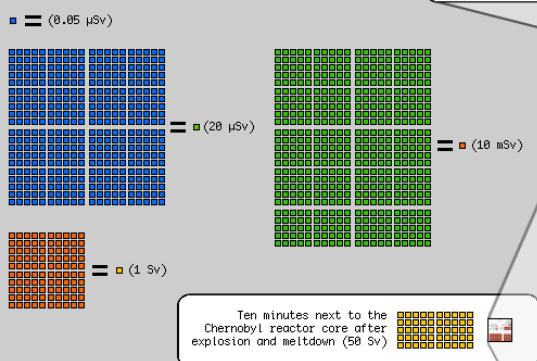 = (0.05 µSv)
= (20 µSv)
= (10 mSv)
= (1 Sv)
Ten minutes next to the
Chernobyl reactor core after
explosion and meltdown (50 Sv)